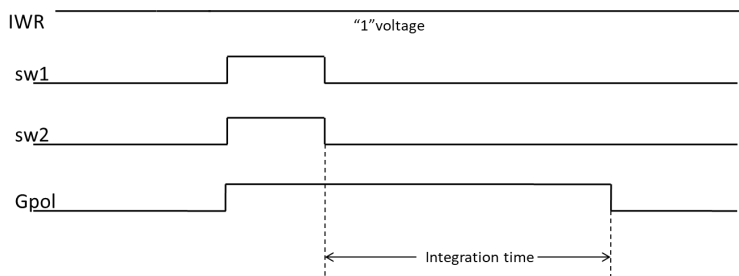 IWR
“1”voltage
sw1
sw2
Gpol
Integration time